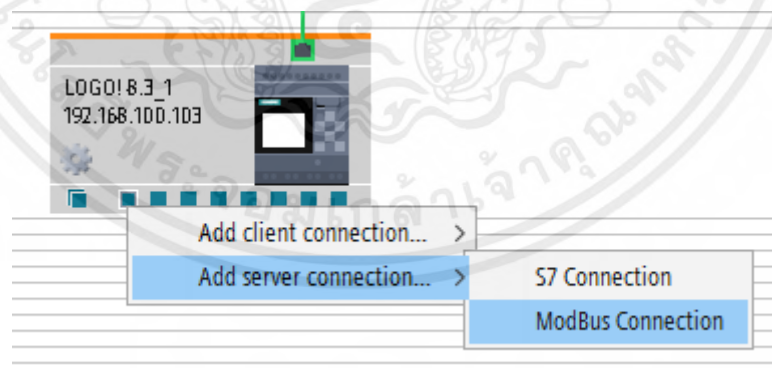 LOGO! 8.3_1
192.168.100.103
Add client connection... >
Add server connection... >
S7 Connection
ModBus Connection